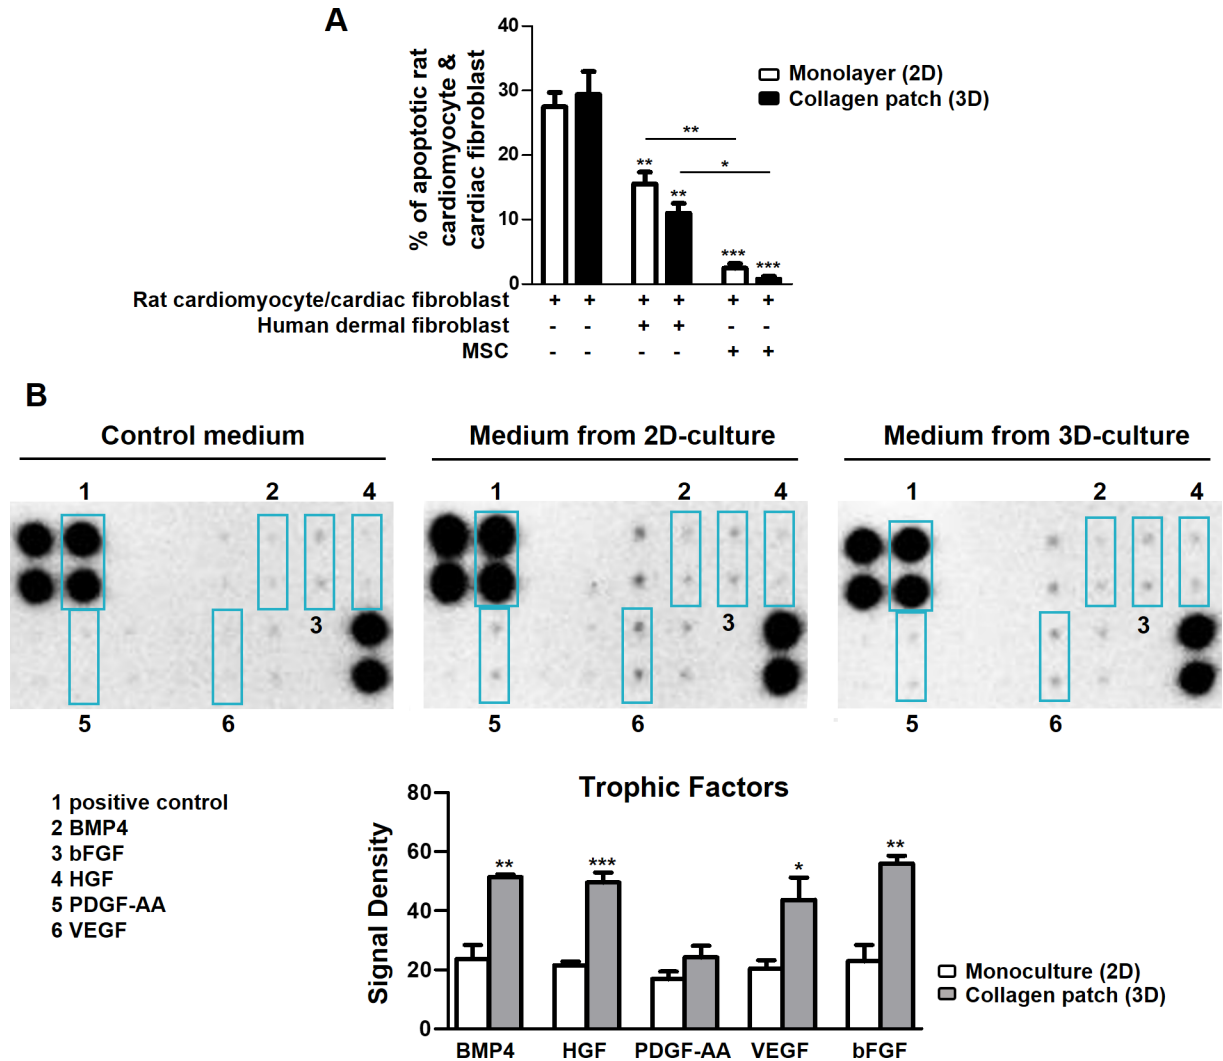 A
40
30
20
10
0
% of apoptotic rat
cardiomyocyte &
cardiac fibroblast
Monolayer (2D)
Collagen patch (3D)
**
*
** ** *** ***
Rat cardiomyocyte/cardiac fibroblast + + + + + +
Human dermal fibroblast - - + + - -
MSC - - - - + +
B
Control medium
1 2 4
3
5 6
Medium from 2D-culture
1 2 4
3
5 6
Medium from 3D-culture
1 2 4
3
5 6
1 positive control
2 BMP4
3 bFGF
4 HGF
5 PDGF-AA
6 VEGF
Trophic Factors
Signal Density
80
60
40
20
0
** *** * **
BMP4 HGF PDGF-AA VEGF bFGF
Monoculture (2D)
Collagen patch (3D)